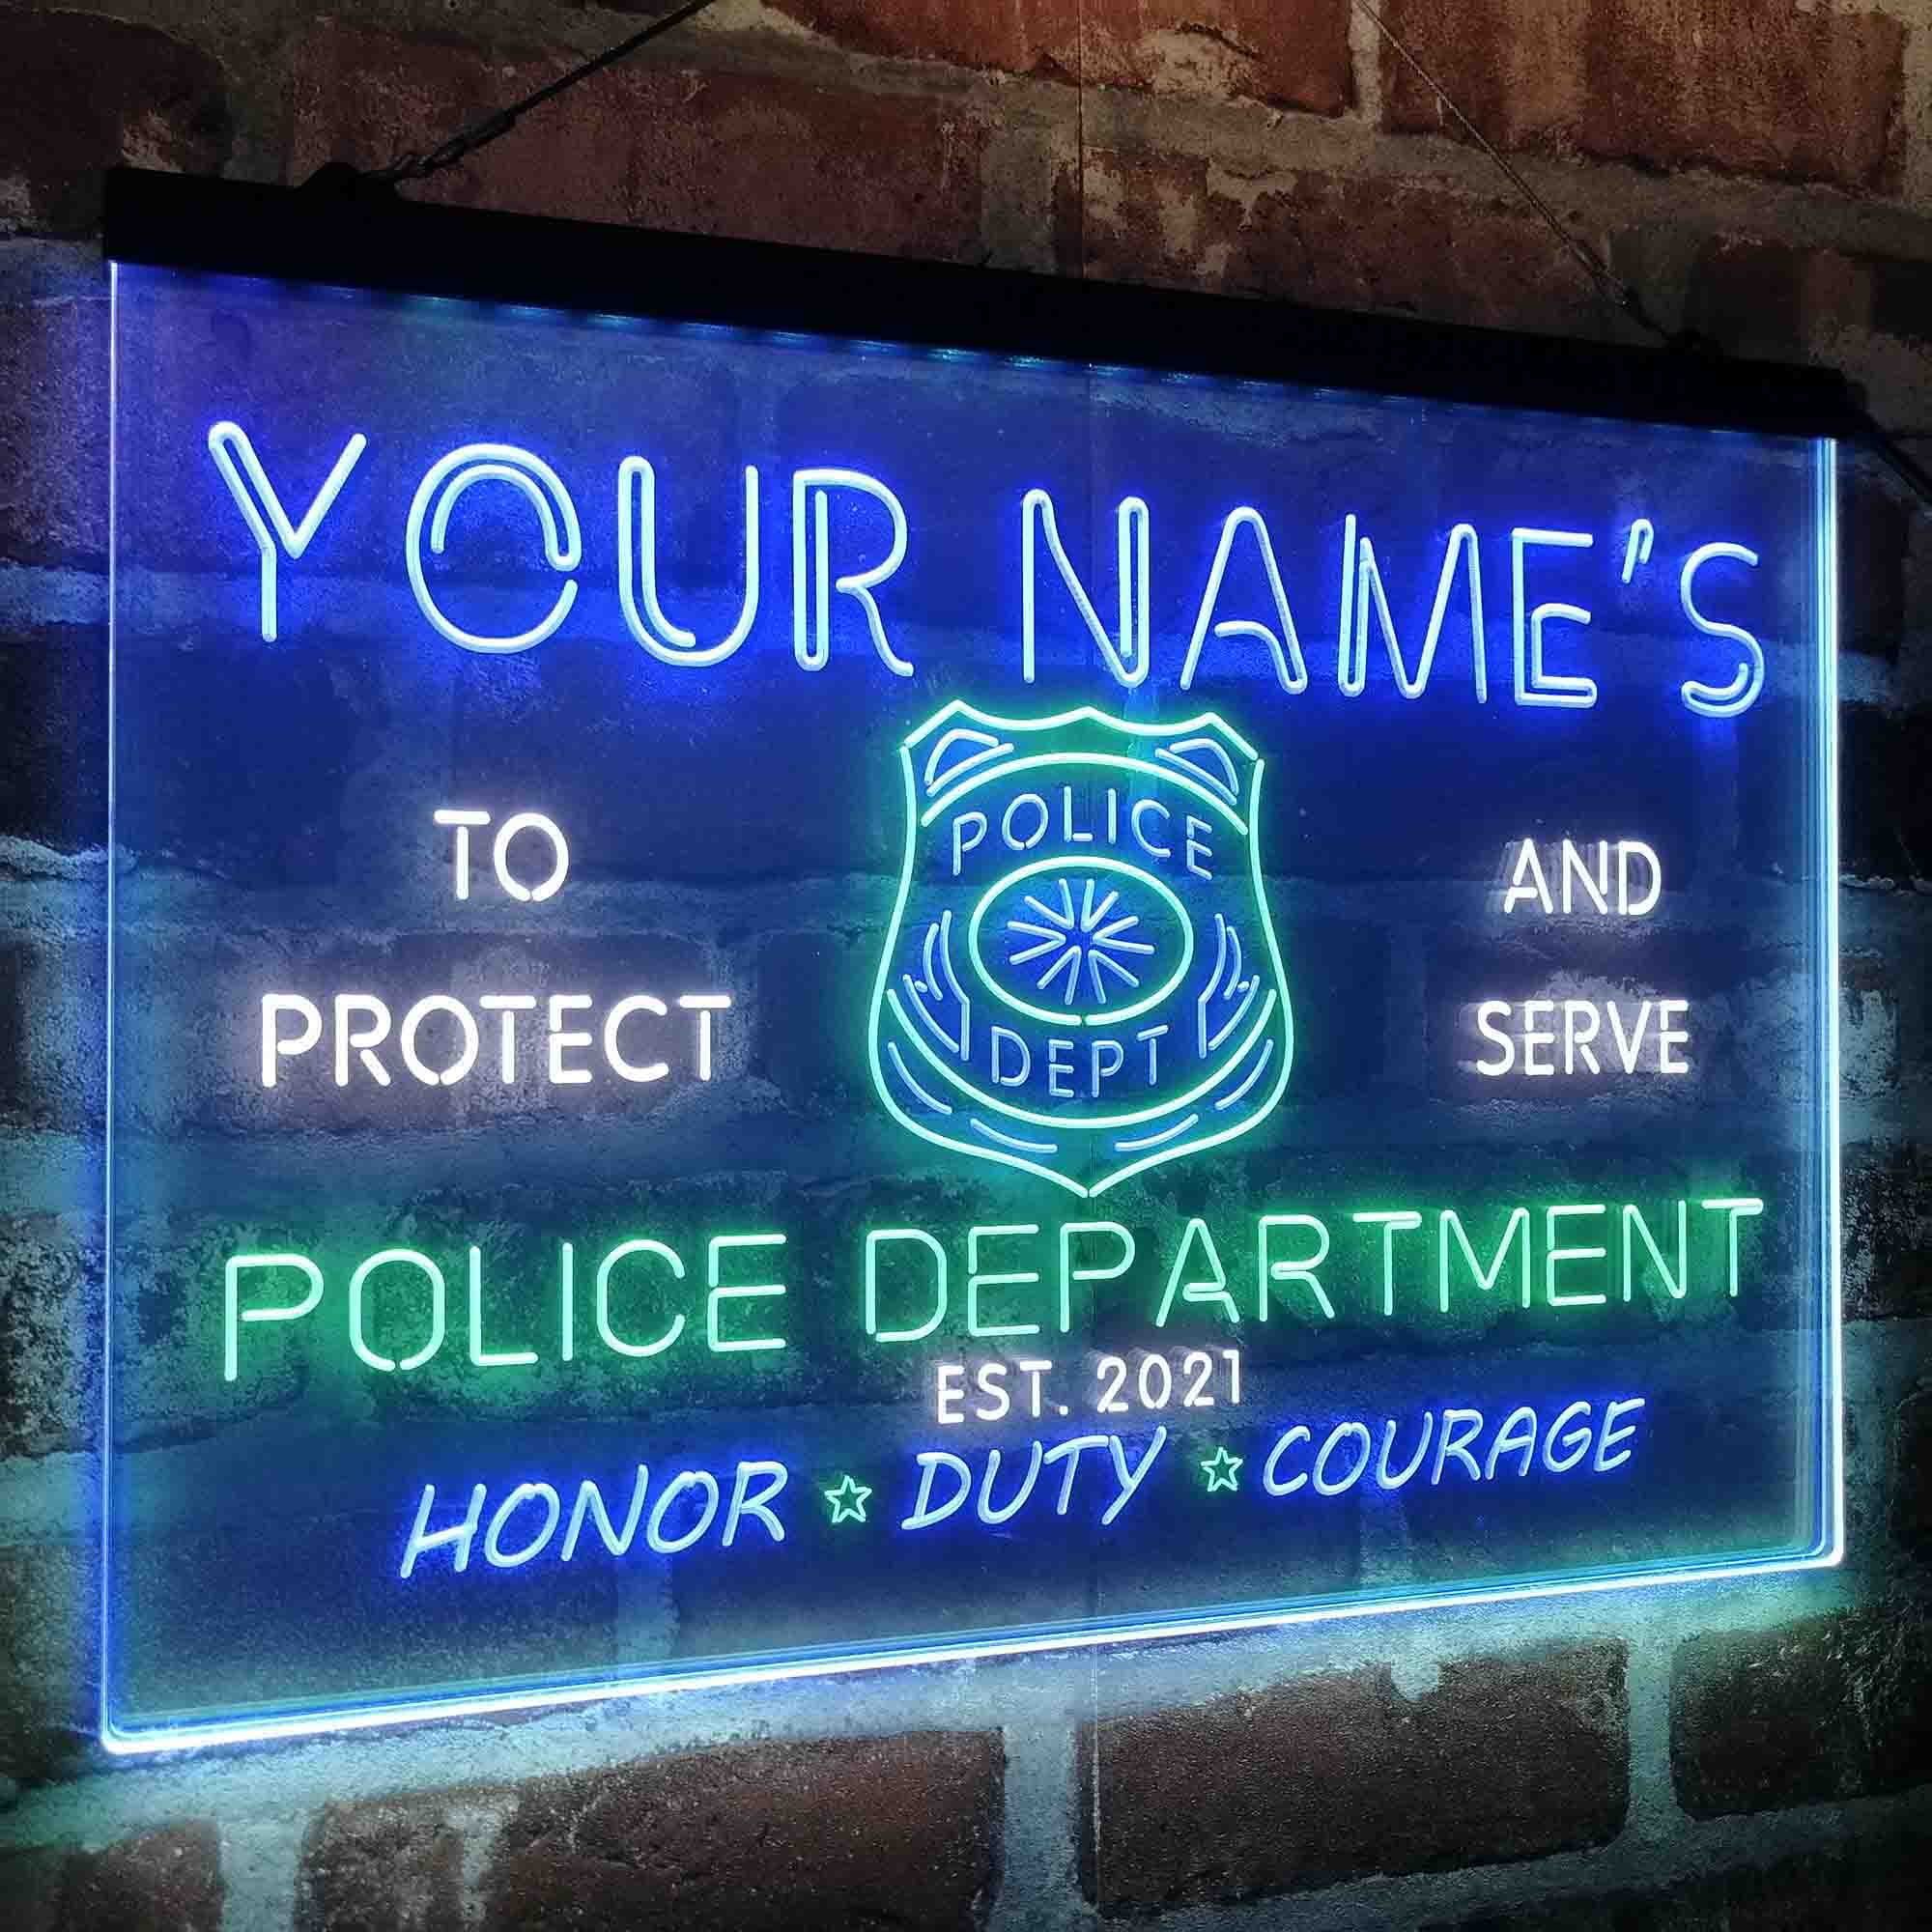 YOUR NAME'S
TO
PROTECT
POLICE
DEPT
AND
SERVE
POLICE DEPARTMENT
EST. 2021
HONOR ☆ DUTY ☆ COURAGE